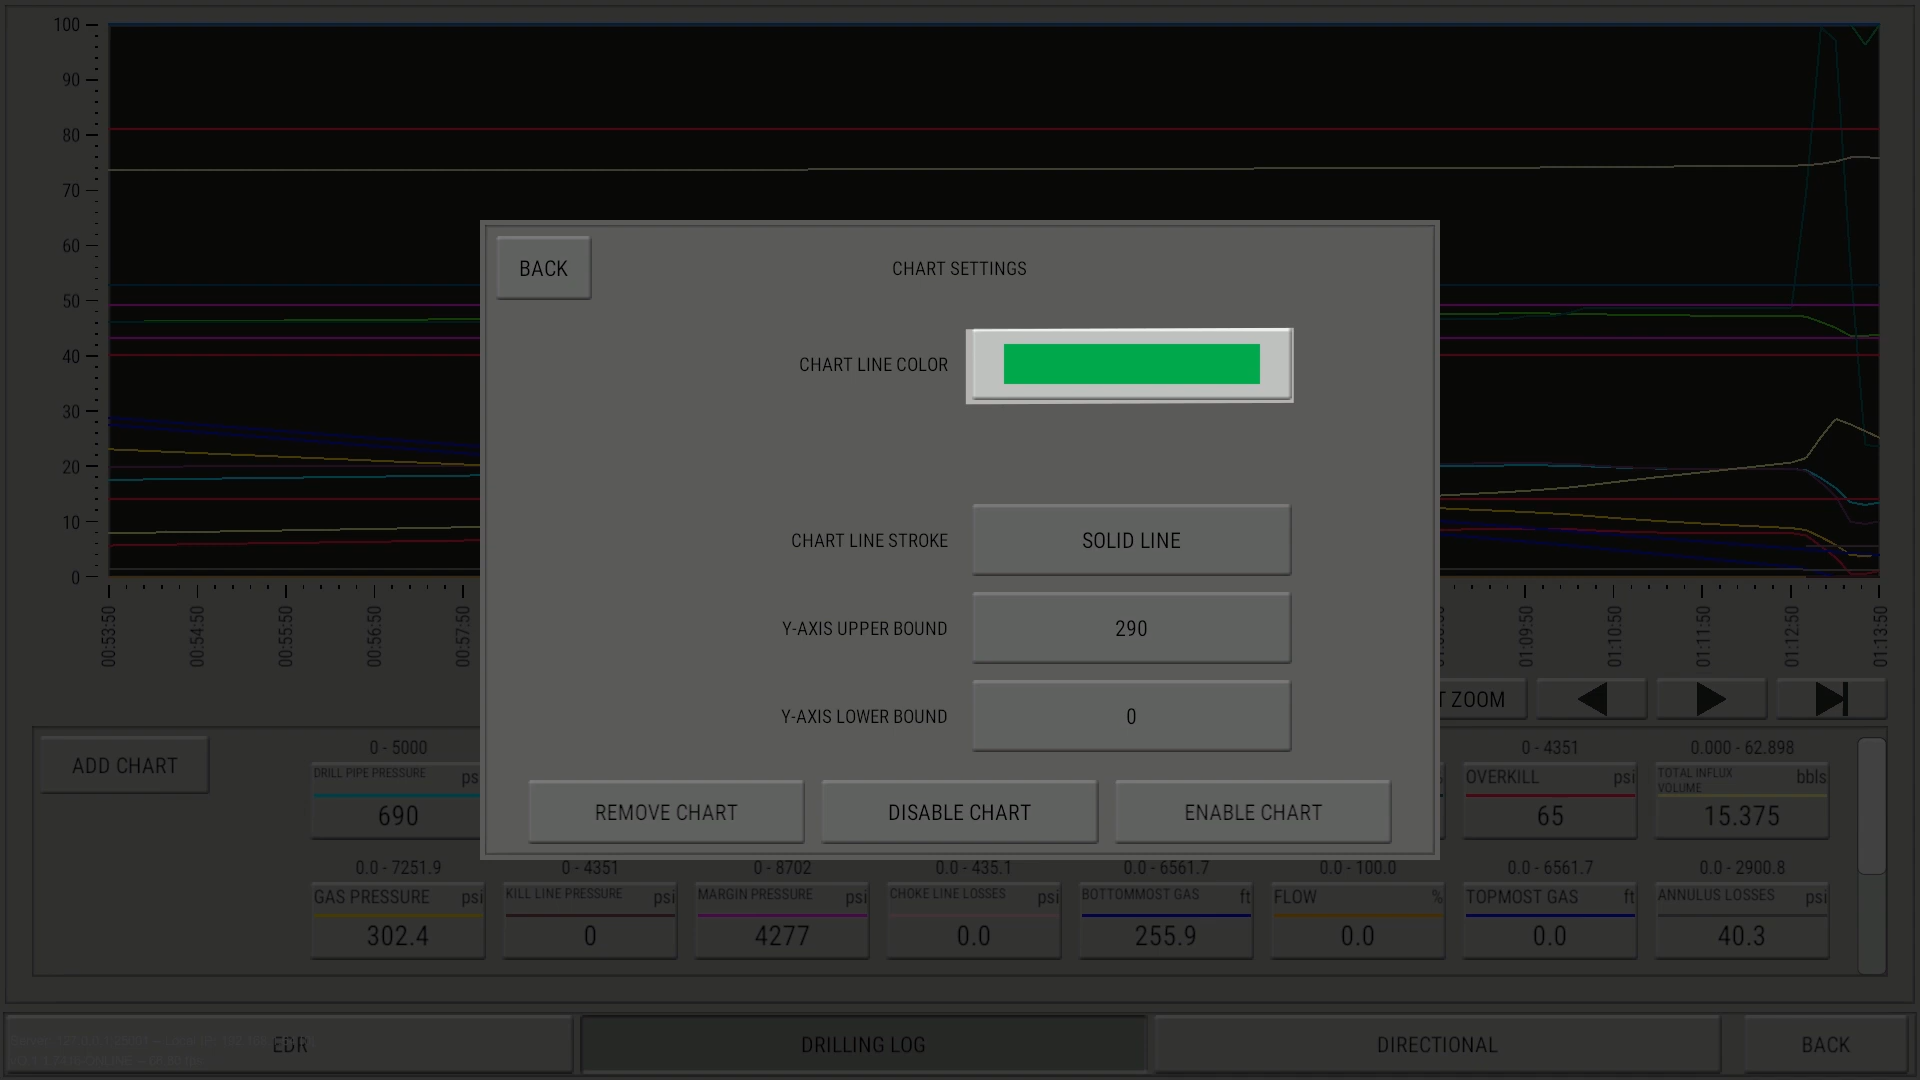 100
90
80
70
60
50
40
30
20
10
0
00:53:50
00:54:50
00:55:50
00:56:50
00:57:50
01:09:50
01:10:50
01:11:50
01:12:50
01:13:50
BACK
CHART SETTINGS
CHART LINE COLOR
CHART LINE STROKE
SOLID LINE
Y-AXIS UPPER BOUND
290
Y-AXIS LOWER BOUND
0
REMOVE CHART
DISABLE CHART
ENABLE CHART
T ZOOM
ADD CHART
0 - 5000
DRILL PIPE PRESSURE psi
690
0 - 4351
OVERKILL psi
65
0.000 - 62.898
TOTAL INFLUX VOLUME bbls
15.375
0.0 - 7251.9
GAS PRESSURE psi
302.4
0 - 4351
KILL LINE PRESSURE psi
0
0 - 8702
MARGIN PRESSURE psi
4277
0.0 - 435.1
CHOKE LINE LOSSES psi
0.0
0.0 - 6561.7
BOTTOMMOST GAS ft
255.9
0.0 - 100.0
FLOW %
0.0
0.0 - 6561.7
TOPMOST GAS ft
0.0
0.0 - 2900.8
ANNULUS LOSSES psi
40.3
EDR
DRILLING LOG
DIRECTIONAL
BACK